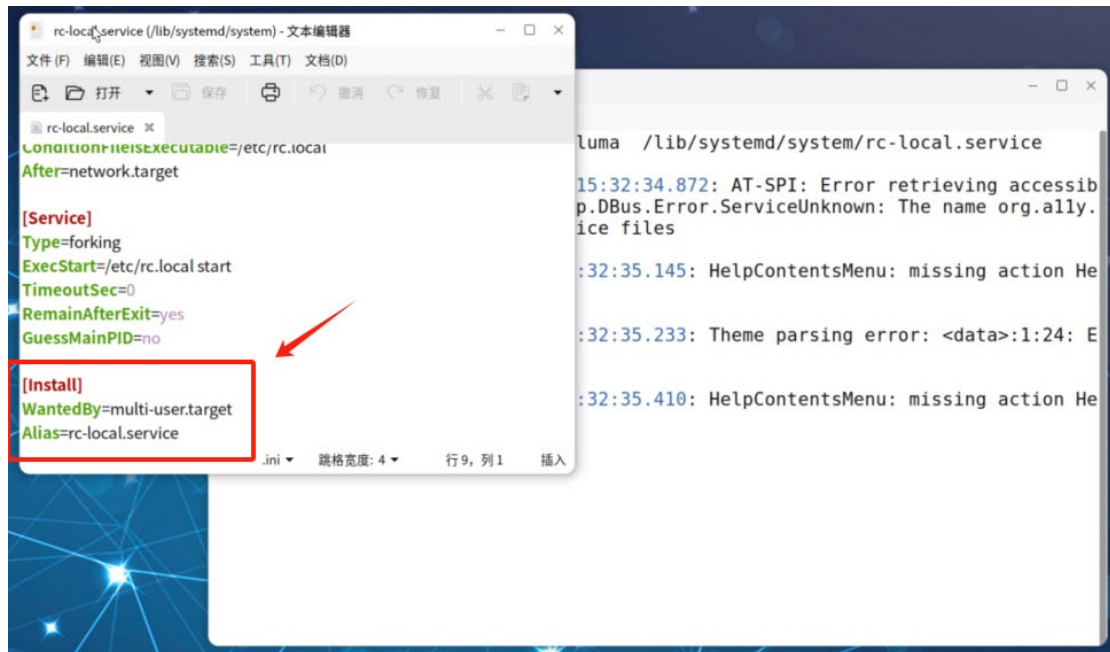 rc-local.service (/lib/systemd/system) - 文本编辑器
文件 (F) 编辑(E) 视图(V) 搜索(S) 工具(T) 文档(D)
打开 保存 撤消 恢复
rc-local.service
ConditionFileIsExecutable=/etc/rc.local
After=network.target
[Service]
Type=forking
ExecStart=/etc/rc.local start
TimeoutSec=0
RemainAfterExit=yes
GuessMainPID=no
[Install]
WantedBy=multi-user.target
Alias=rc-local.service
.ini 跳格宽度: 4 行 9, 列 1 插入
luma /lib/systemd/system/rc-local.service
15:32:34.872: AT-SPI: Error retrieving accessib
p.DBus.Error.ServiceUnknown: The name org.a11y.
ice files
:32:35.145: HelpContentsMenu: missing action He
:32:35.233: Theme parsing error: <data>:1:24: E
:32:35.410: HelpContentsMenu: missing action He